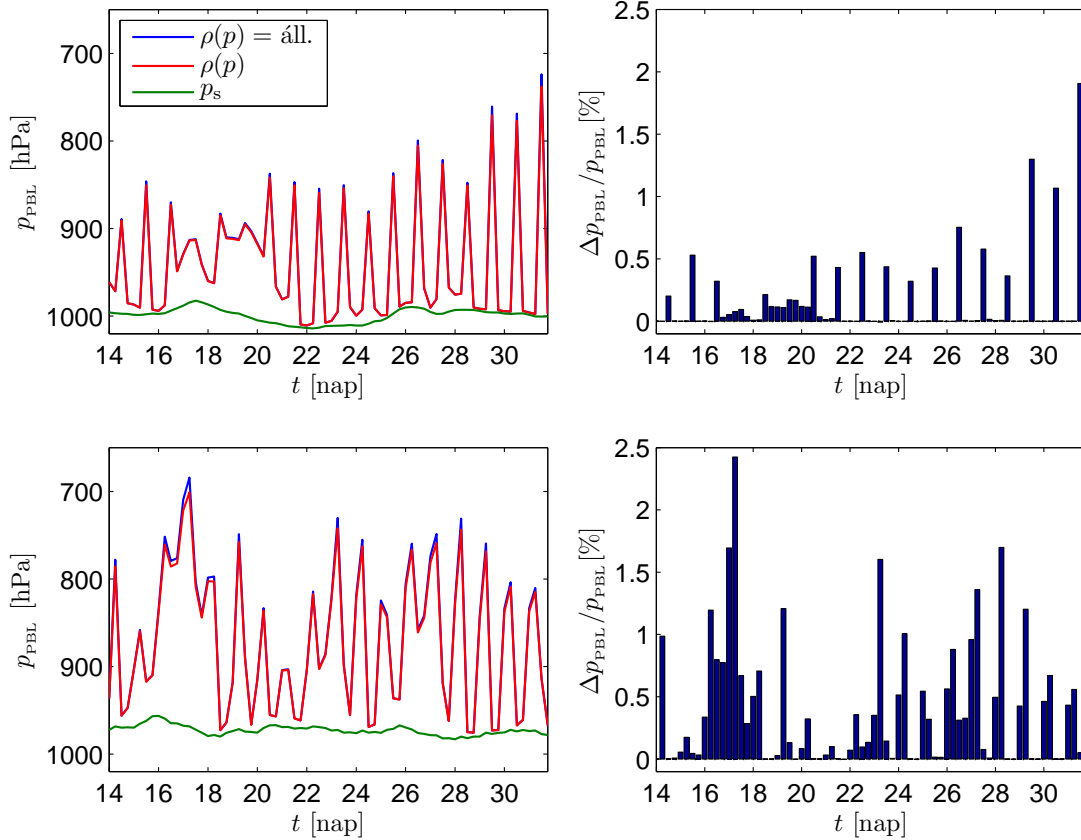 700
800
900
1000
p_PBL [hPa]
ρ(p) = áll.
ρ(p)
p_s
14 16 18 20 22 24 26 28 30
t [nap]
2.5
2
1.5
1
0.5
0
Δp_PBL/p_PBL [%]
14 16 18 20 22 24 26 28 30
t [nap]
700
800
900
1000
p_PBL [hPa]
14 16 18 20 22 24 26 28 30
t [nap]
2.5
2
1.5
1
0.5
0
Δp_PBL/p_PBL [%]
14 16 18 20 22 24 26 28 30
t [nap]